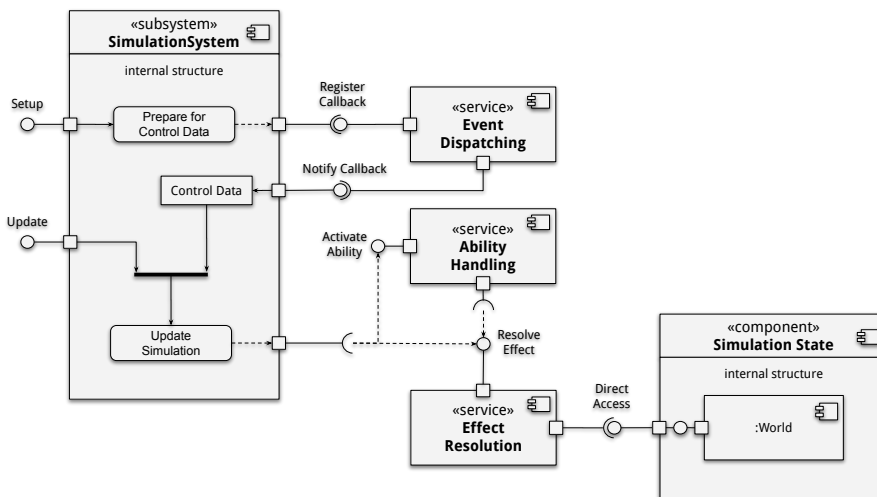 «subsystem»
SimulationSystem
internal structure
Setup
Prepare for
Control Data
Register
Callback
«service»
Event
Dispatching
Notify Callback
Control Data
Update
Activate
Ability
«service»
Ability
Handling
Update
Simulation
Resolve
Effect
«service»
Effect
Resolution
Direct
Access
«component»
Simulation State
internal structure
:World